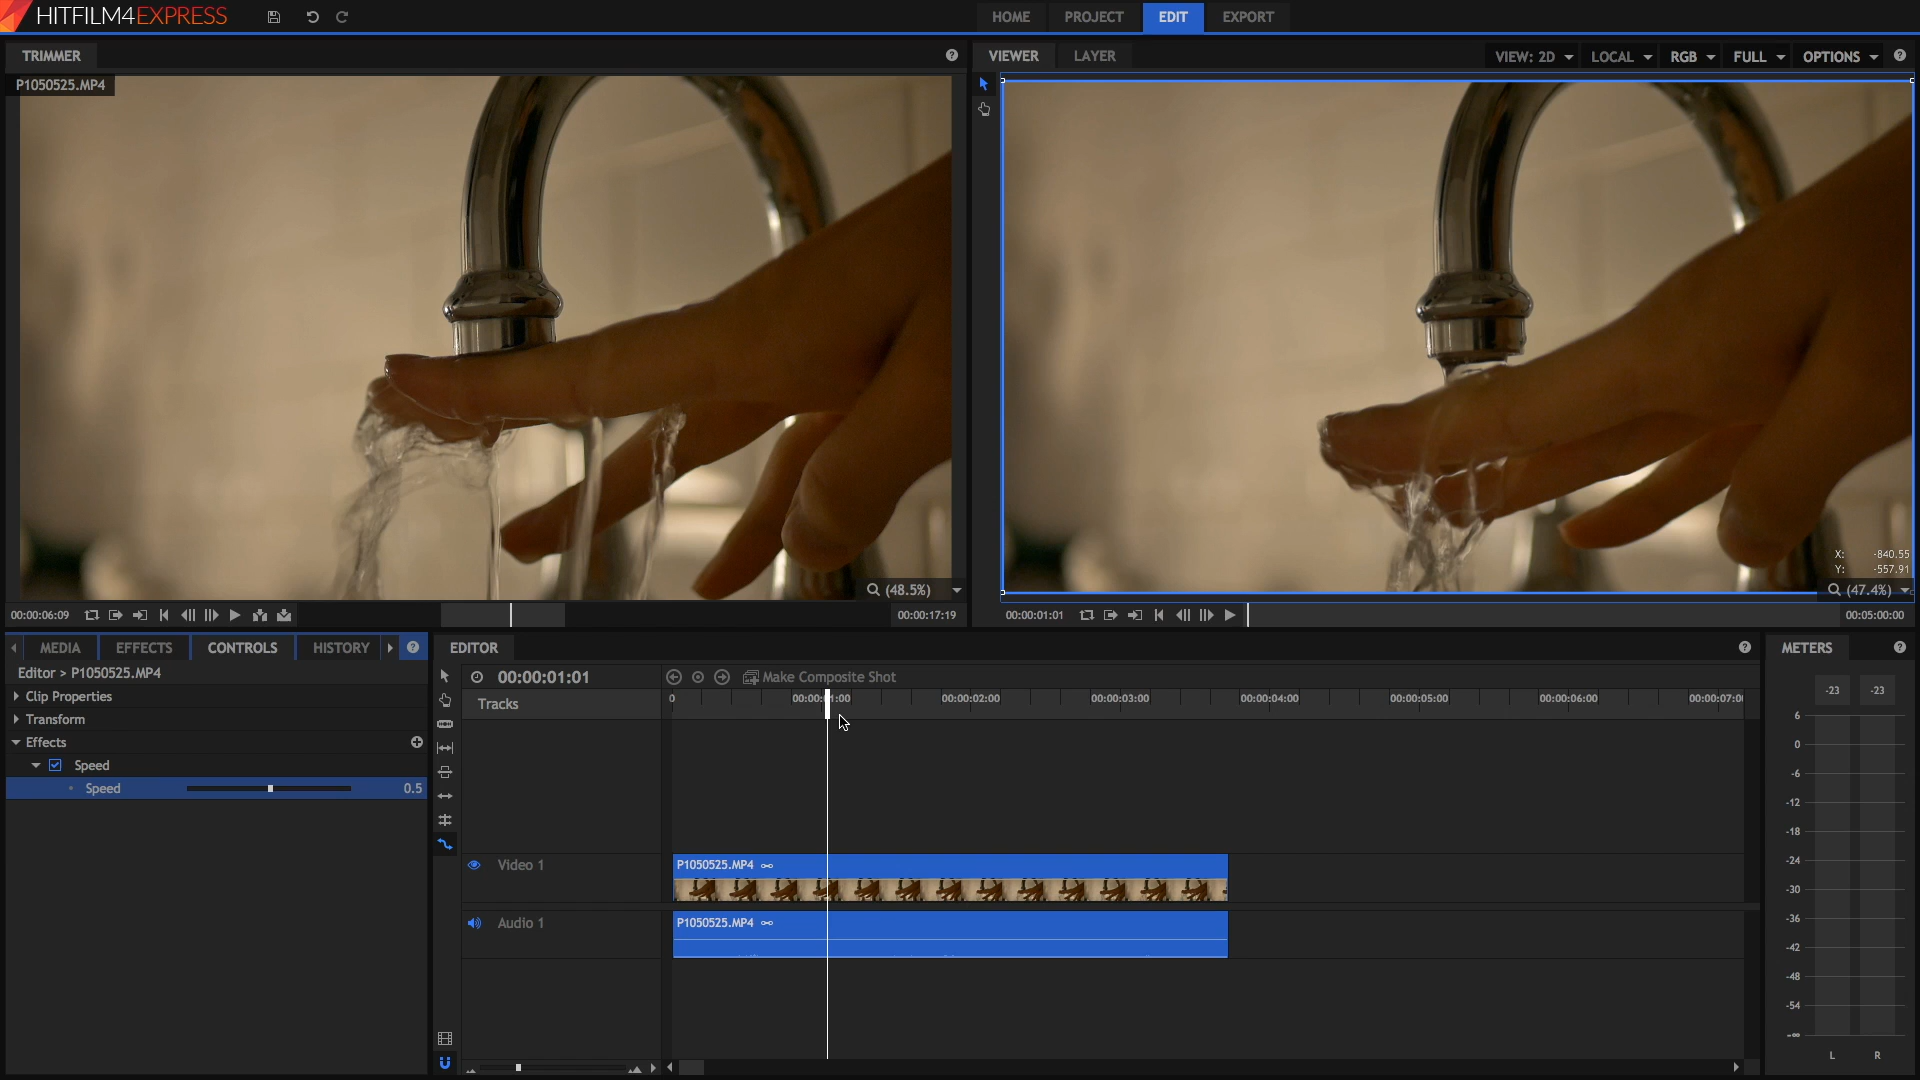 HITFILM4EXPRESS
HOME PROJECT EDIT EXPORT
TRIMMER
P1050525.MP4
(48.5%)
00:00:06:09
00:00:17:19
VIEWER LAYER
VIEW: 2D LOCAL RGB FULL OPTIONS
X: -840.55
Y: -557.91
(47.4%)
00:00:01:01
00:05:00:00
MEDIA EFFECTS CONTROLS HISTORY
Editor > P1050525.MP4
Clip Properties
Transform
Effects
Speed
Speed 0.5
EDITOR
00:00:01:01
Make Composite Shot
Tracks
0 00:00:02:00 00:00:03:00 00:00:04:00 00:00:05:00 00:00:06:00
Video 1
P1050525.MP4
Audio 1
P1050525.MP4
METERS
-23 -23
6
0
-6
-12
-18
-24
-30
-36
-42
-48
-54
-∞
L R